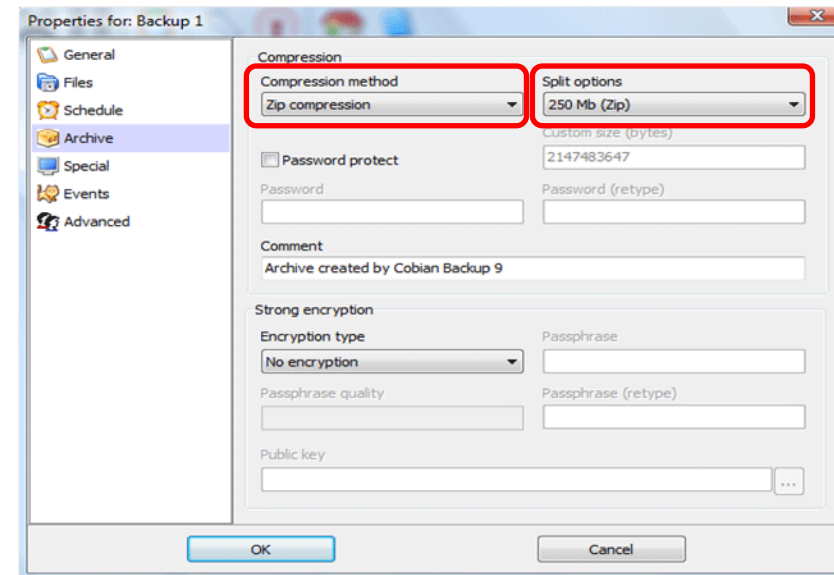 Properties for: Backup 1
General
Files
Schedule
Archive
Special
Events
Advanced
Compression
Compression method
Split options
Zip compression
250 Mb (Zip)
Custom size (bytes)
Password protect
2147483647
Password
Password (retype)
Comment
Archive created by Cobian Backup 9
Strong encryption
Encryption type
Passphrase
No encryption
Passphrase quality
Passphrase (retype)
Public key
...
OK
Cancel